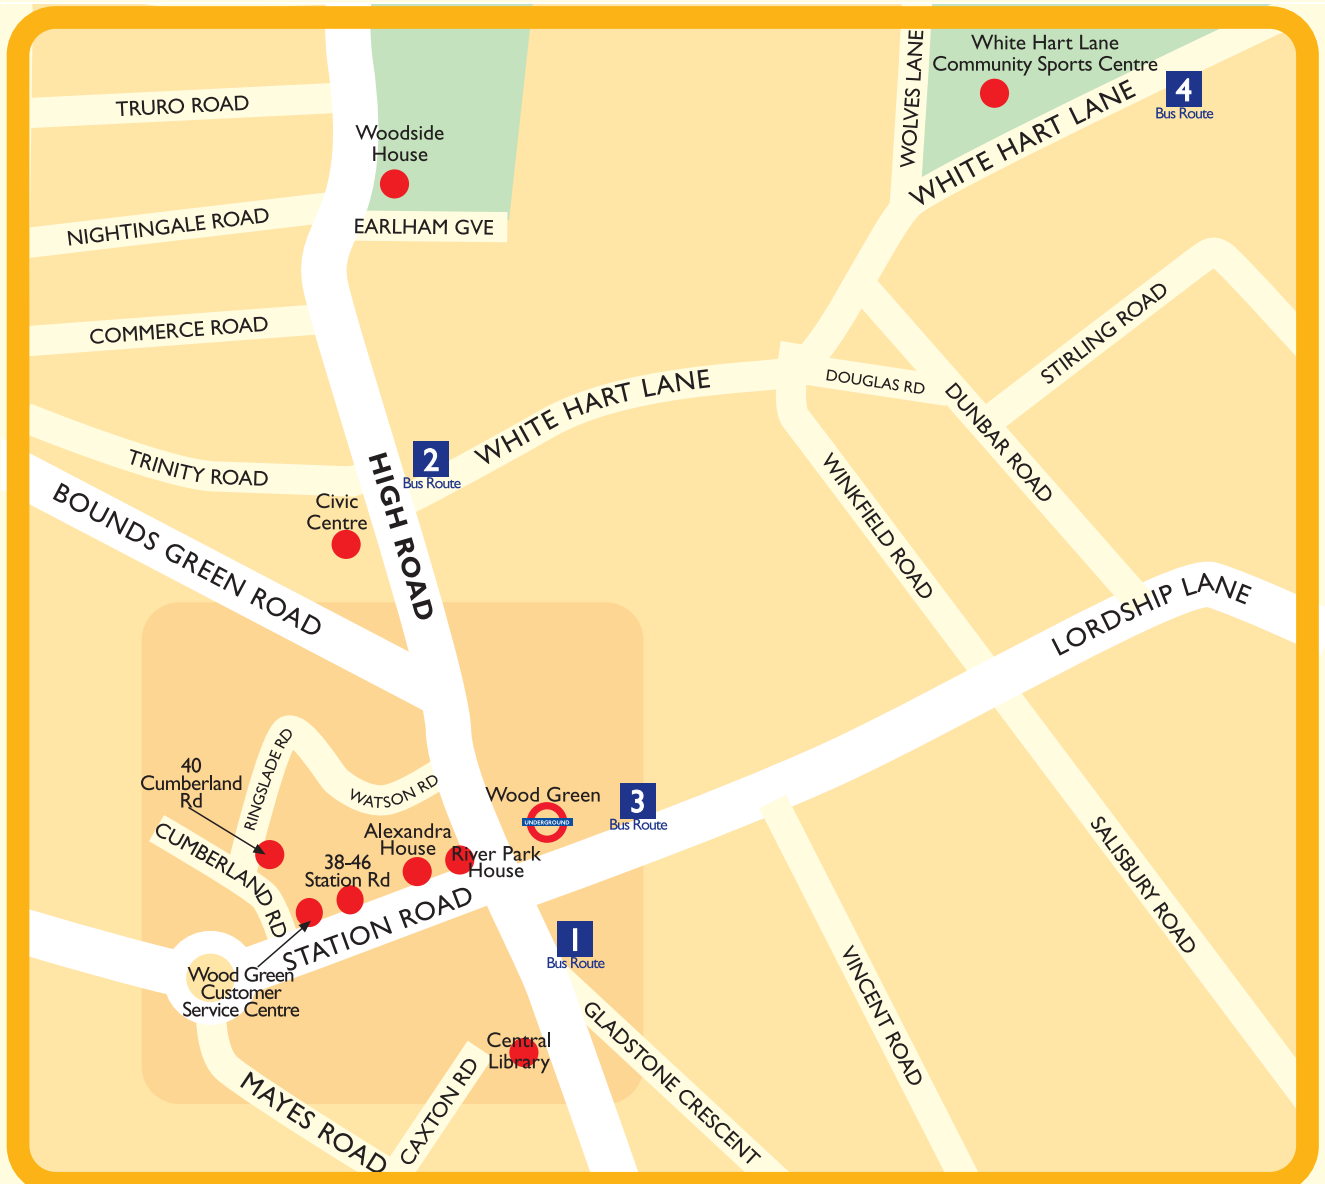 WOLVES LANE
White Hart Lane
Community Sports Centre
4
Bus Route
TRURO ROAD
WHITE HART LANE
Woodside
House
NIGHTINGALE ROAD
EARLHAM GVE
COMMERCE ROAD
STIRLING ROAD
WHITE HART LANE
DOUGLAS RD
DUNBAR ROAD
TRINITY ROAD
2
Bus Route
HIGH ROAD
WINKFIELD ROAD
BOUNDS GREEN ROAD
Civic
Centre
LORDSHIP LANE
40
Cumberland
Rd
RINGSLADE RD
WATSON RD
Wood Green
UNDERGROUND
3
Bus Route
CUMBERLAND RD
Alexandra
House
River Park
House
38-46
Station Rd
STATION ROAD
SALISBURY ROAD
1
Bus Route
Wood Green
Customer
Service Centre
VINCENT ROAD
Central
Library
GLADSTONE CRESCENT
MAYES ROAD
CAXTON RD